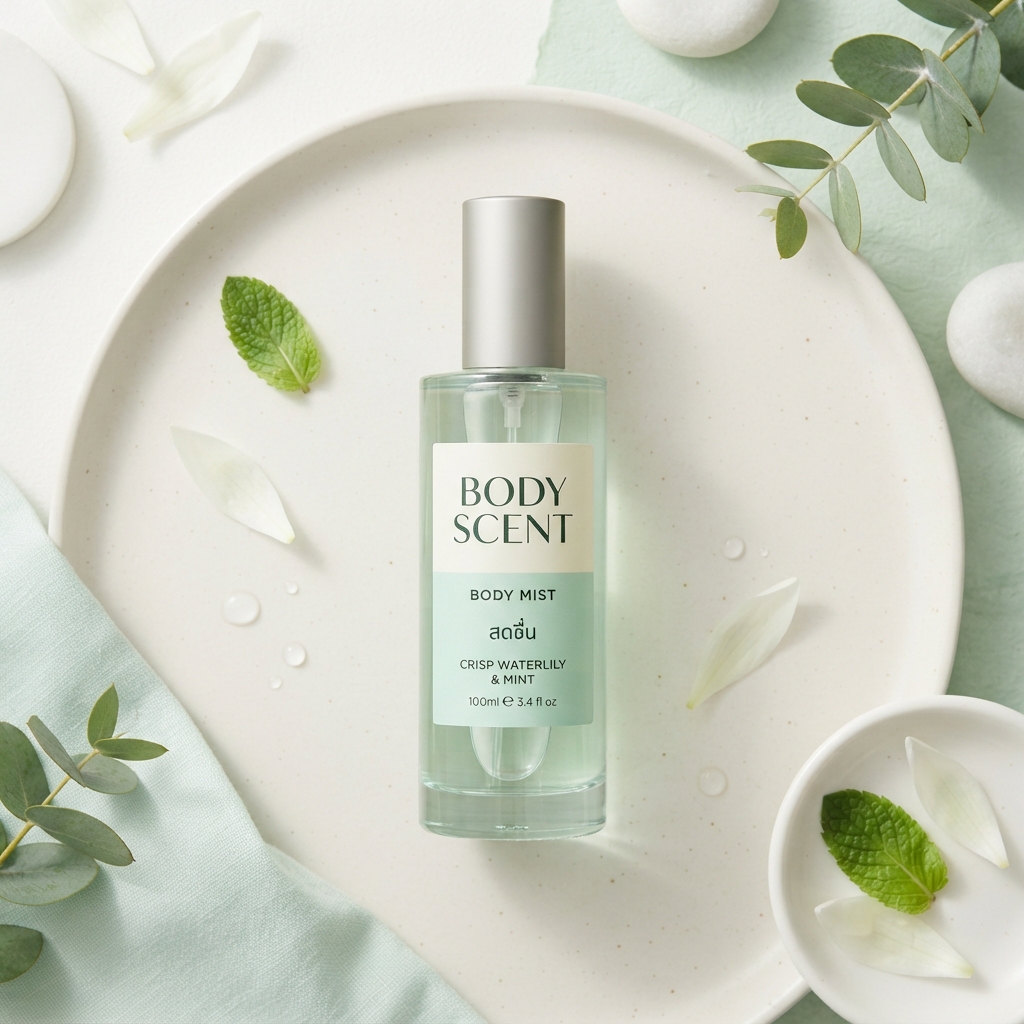 BODY
SCENT
BODY MIST
สดชื่น
CRISP WATERLILY
& MINT
100ml ℮ 3.4 fl oz